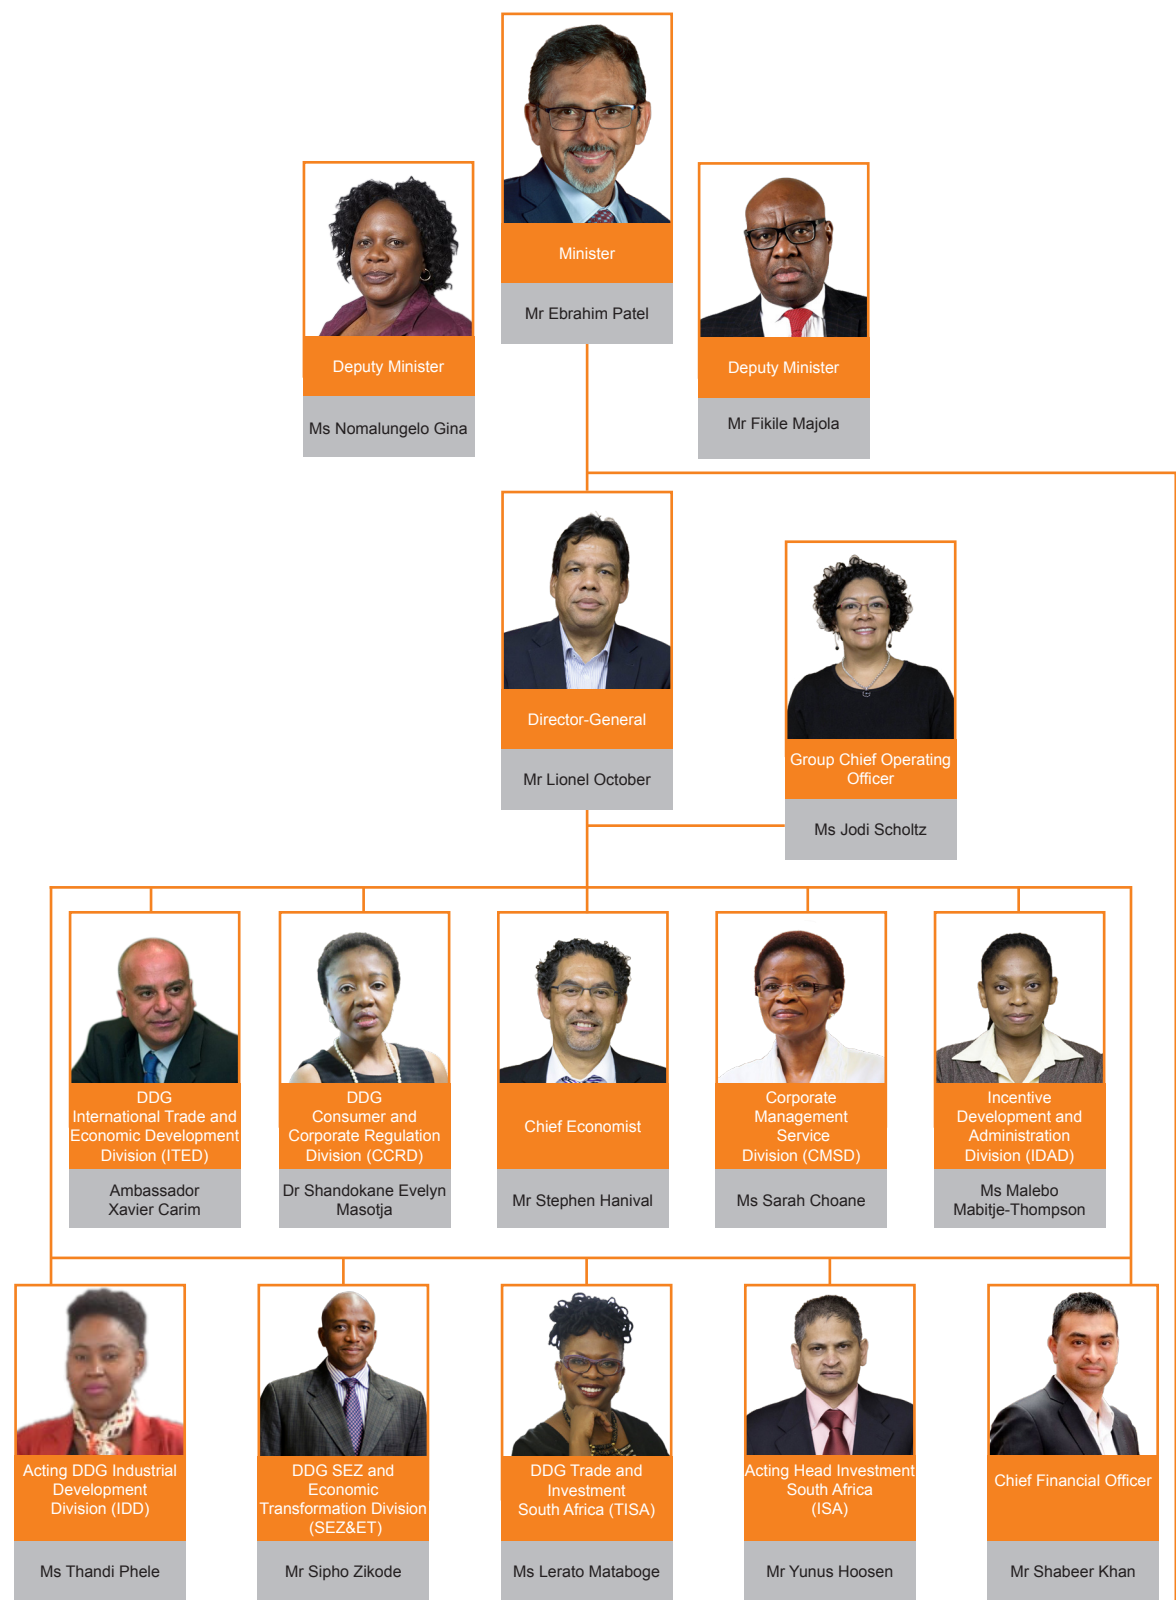 Minister
Mr Ebrahim Patel
Deputy Minister
Ms Nomalungelo Gina
Deputy Minister
Mr Fikile Majola
Director-General
Mr Lionel October
Group Chief Operating
Officer
Ms Jodi Scholtz
DDG
International Trade and
Economic Development
Division (ITED)
Ambassador
Xavier Carim
DDG
Consumer and
Corporate Regulation
Division (CCRD)
Dr Shandokane Evelyn
Masotja
Chief Economist
Mr Stephen Hanival
Corporate
Management
Service
Division (CMSD)
Ms Sarah Choane
Incentive
Development and
Administration
Division (IDAD)
Ms Malebo
Mabitje-Thompson
Acting DDG Industrial
Development
Division (IDD)
Ms Thandi Phele
DDG SEZ and
Economic
Transformation Division
(SEZ&ET)
Mr Sipho Zikode
DDG Trade and
Investment
South Africa (TISA)
Ms Lerato Mataboge
Acting Head Investment
South Africa
(ISA)
Mr Yunus Hoosen
Chief Financial Officer
Mr Shabeer Khan